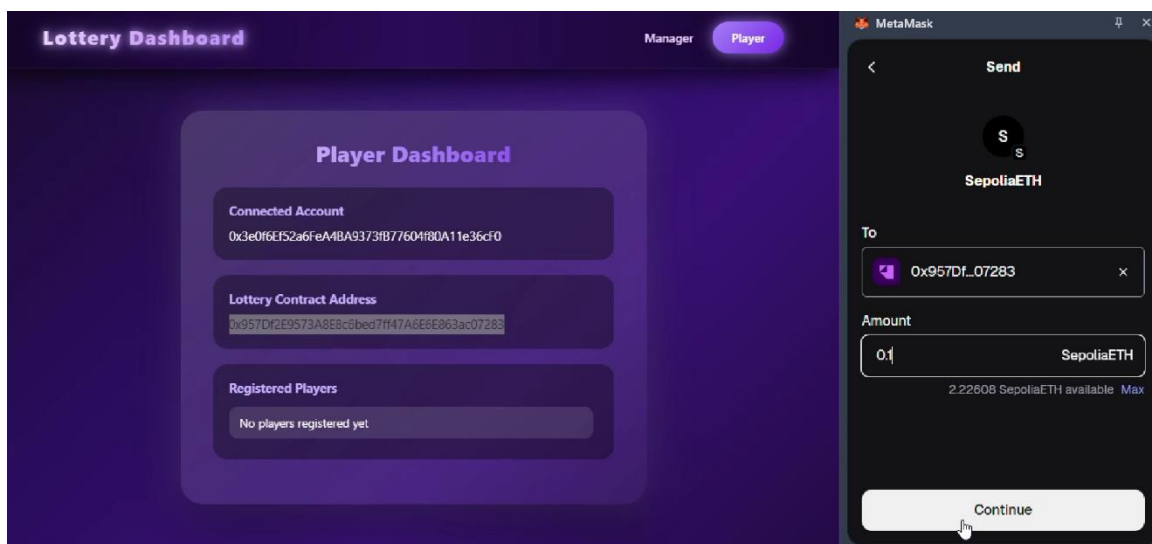 Lottery Dashboard
Manager
Player
Player Dashboard
Connected Account
0x3e0f6Ef52a6FeA4BA9373fB77604f80A11e36cF0
Lottery Contract Address
0x957Df2E9573A8E8c6bed7ff47A6E6E863ac07283
Registered Players
No players registered yet
MetaMask
Send
S
S
SepoliaETH
To
0x957Df...07283
Amount
0.1
SepoliaETH
2.22608 SepoliaETH available Max
Continue